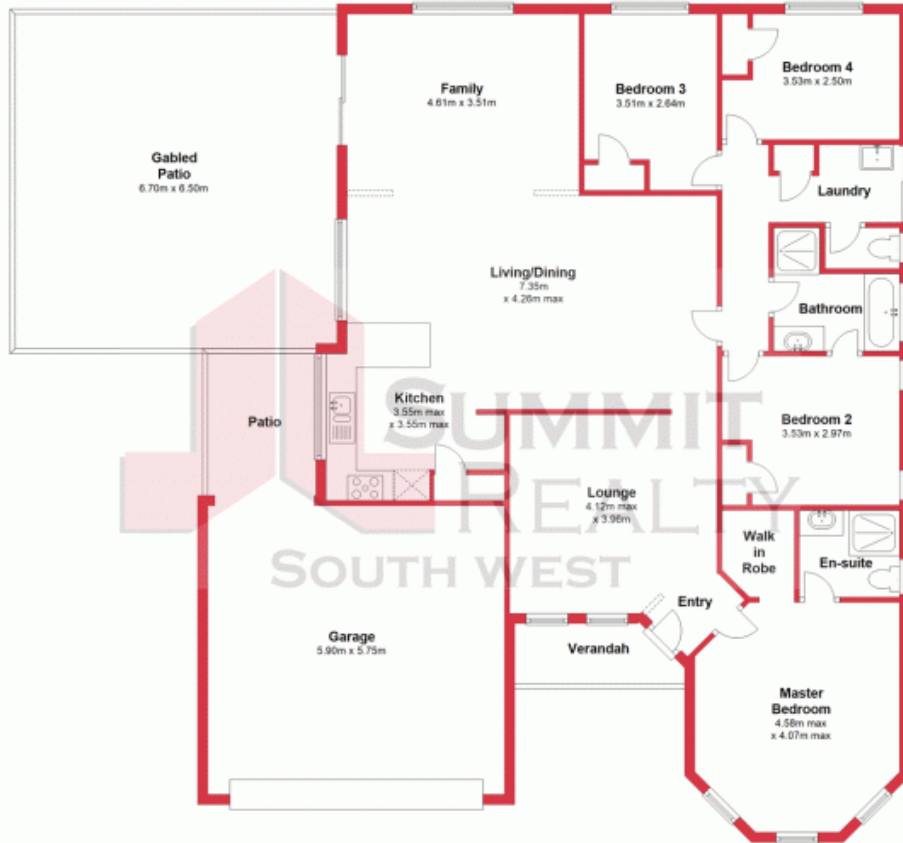 Family
4.61m x 3.51m
Bedroom 3
3.51m x 2.64m
Bedroom 4
3.53m x 2.50m
Gabled
Patio
6.70m x 6.50m
Laundry
Living/Dining
7.35m
x 4.26m max
Bathroom
Kitchen
3.55m max
x 3.55m max
Patio
Bedroom 2
3.53m x 2.97m
SUMMIT
REALTY
SOUTH WEST
Lounge
4.12m max
x 3.96m
Walk
in
Robe
En-suite
Entry
Garage
5.90m x 5.75m
Verandah
Master
Bedroom
4.58m max
x 4.07m max